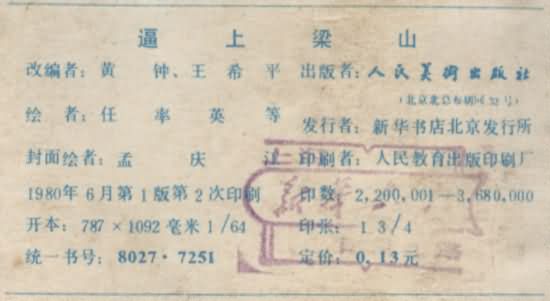 逼上梁山
改编者：黄钟、王希平
绘者：任率英等
封面绘者：孟庆江
1980年6月第1版第2次印刷
开本：787×1092毫米1/64
统一书号：8027·7251
出版者：人民美术出版社
（北京北总布胡同32号）
发行者：新华书店北京发行所
印刷者：人民教育出版印刷厂
印数：2,200,001—3,680,000
印张：1 3/4
定价：0.13元